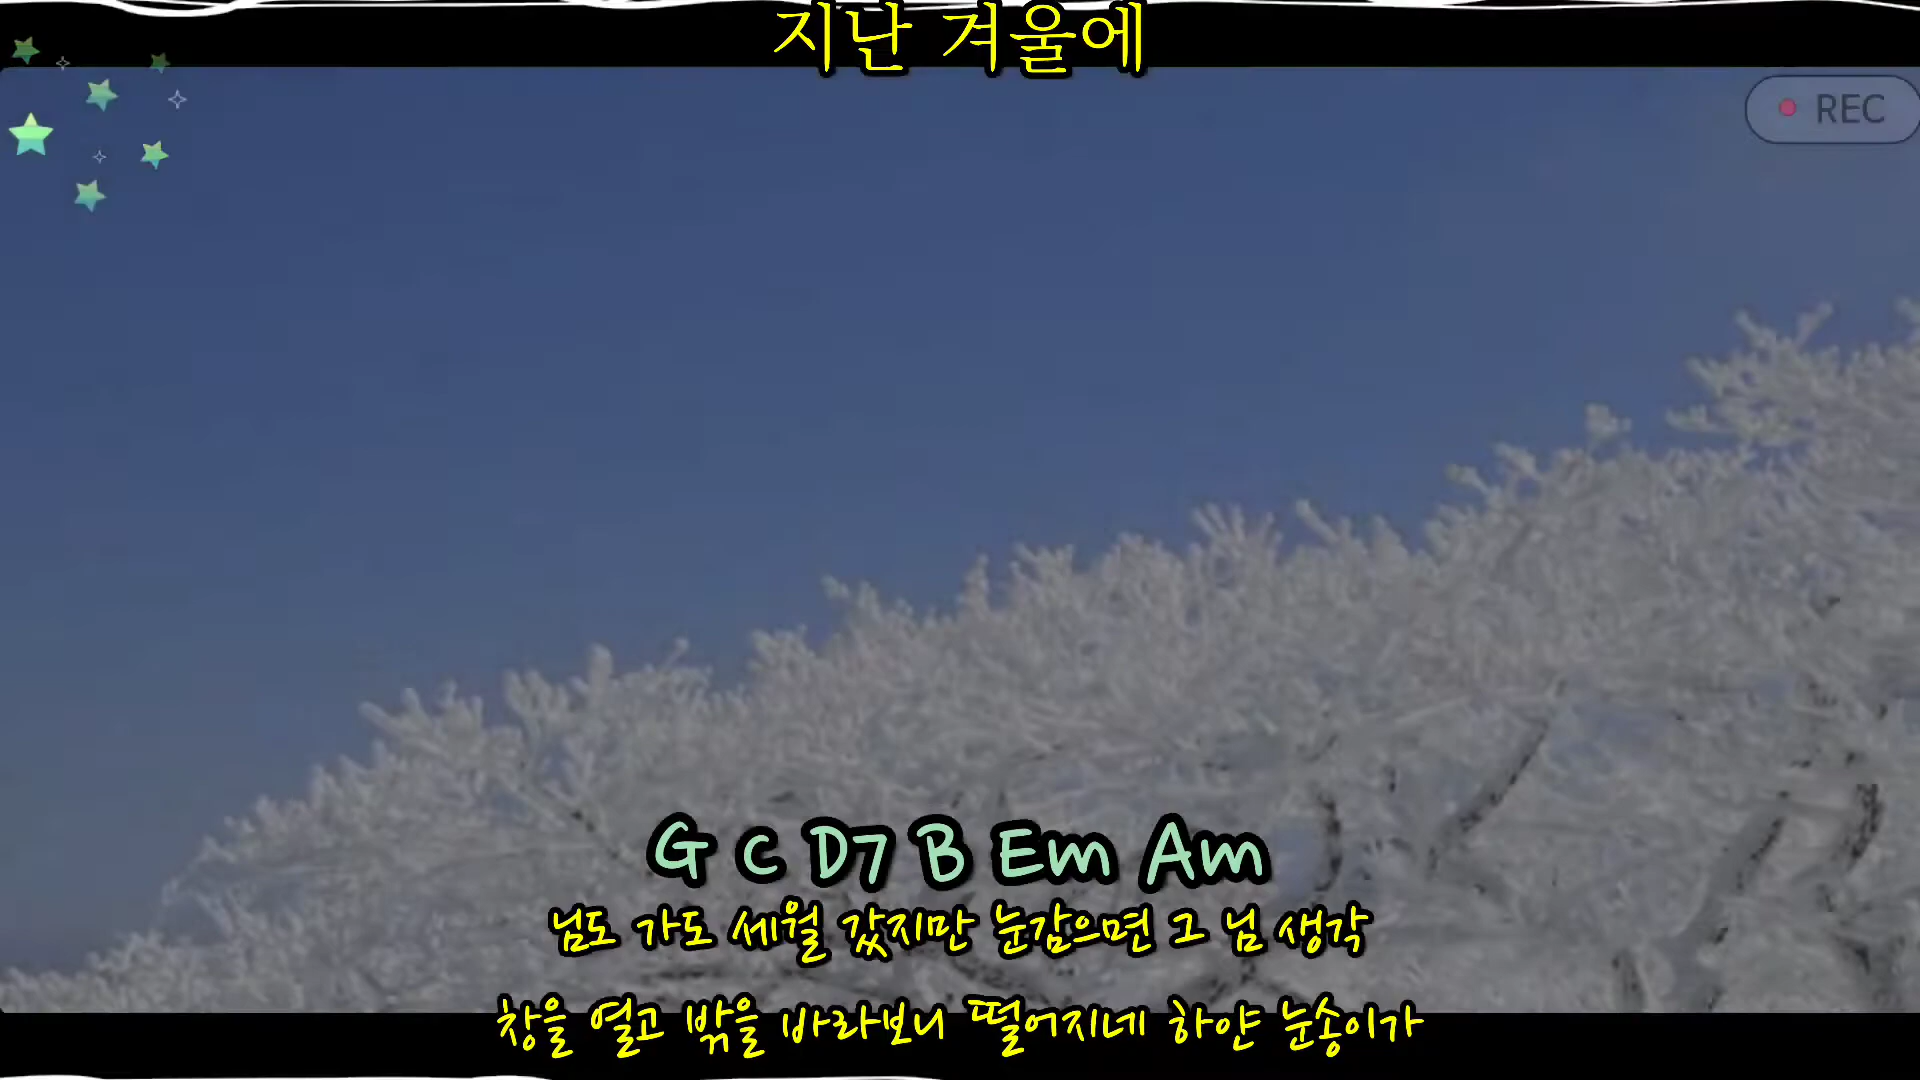 지난 겨울에
REC
G C D7 B Em Am
님도 가도 세월 갔지만 눈감으면 그 님 생각
창을 열고 밖을 바라보니 떨어지네 하얀 눈송이가